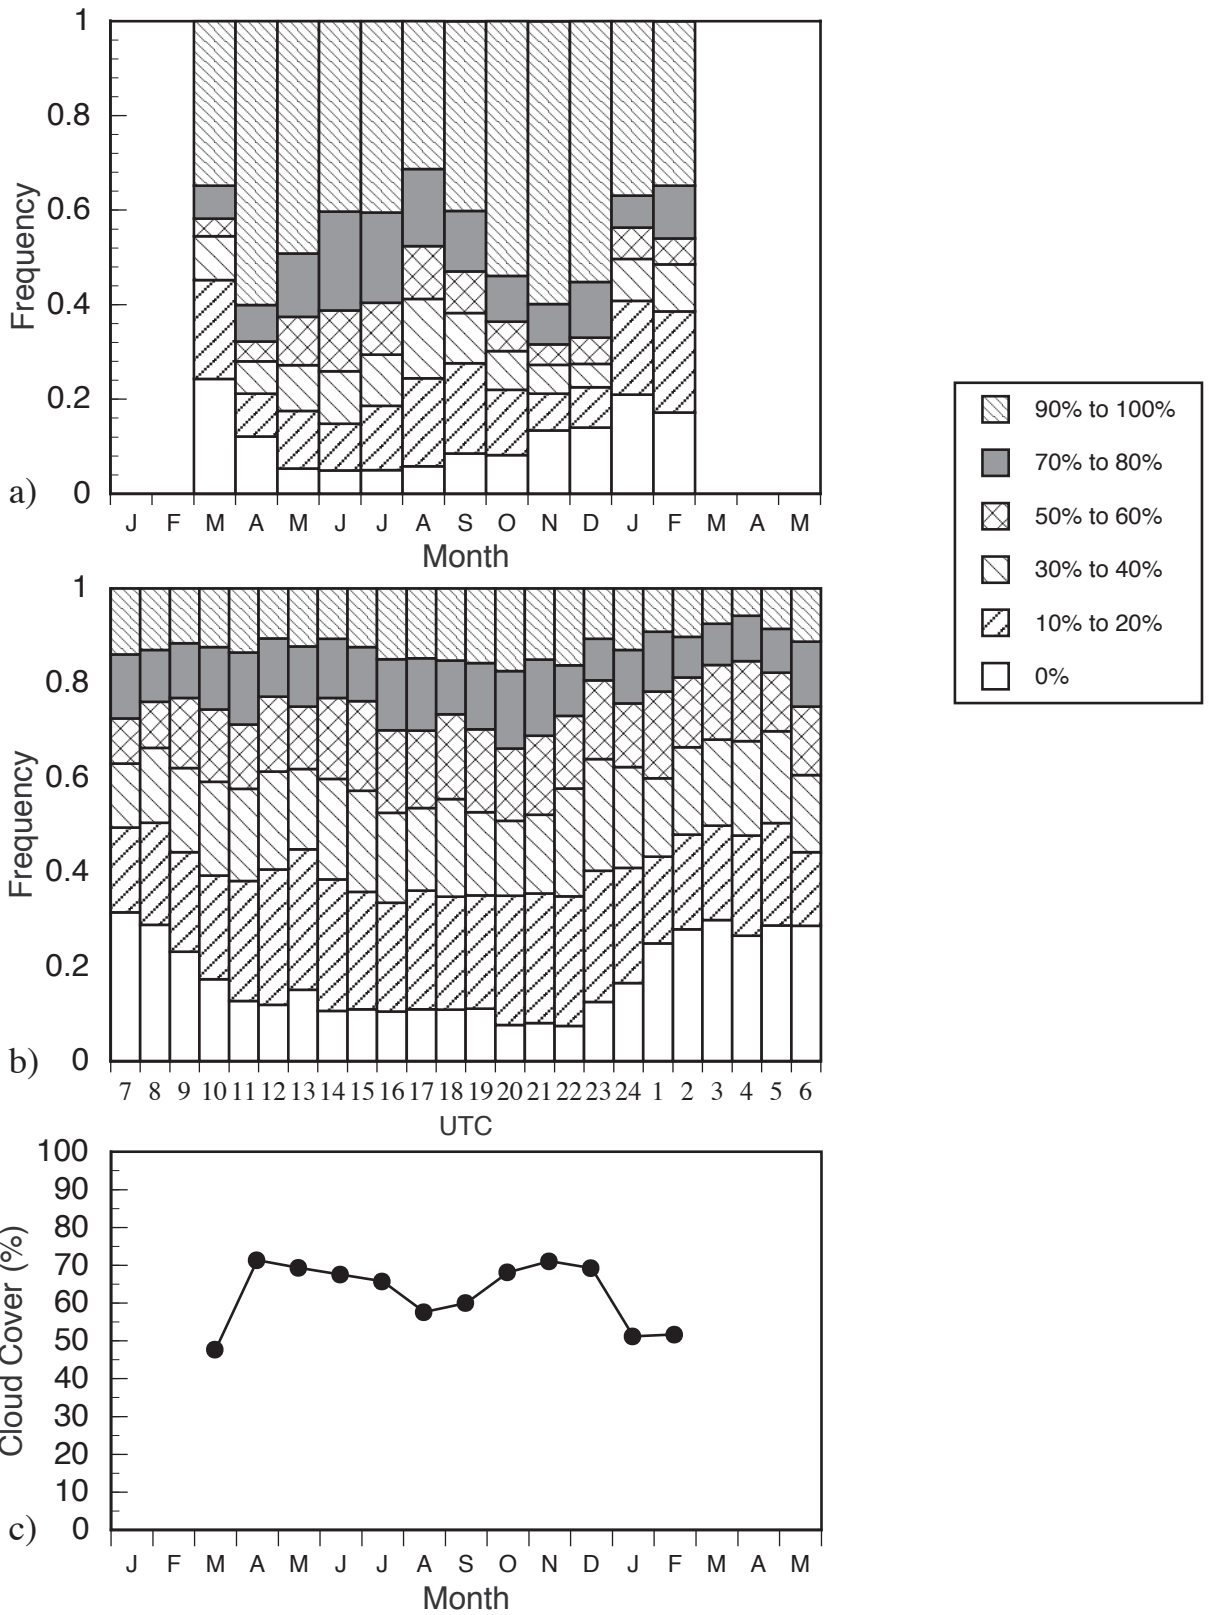 1
0.8
0.6
0.4
0.2
0
Frequency
a)
J F M A M J J A S O N D J F M A M
Month
90% to 100%
70% to 80%
50% to 60%
30% to 40%
10% to 20%
0%
1
0.8
0.6
0.4
0.2
0
Frequency
b)
7 8 9 10 11 12 13 14 15 16 17 18 19 20 21 22 23 24 1 2 3 4 5 6
UTC
100
90
80
70
60
50
40
30
20
10
0
Cloud Cover (%)
c)
J F M A M J J A S O N D J F M A M
Month